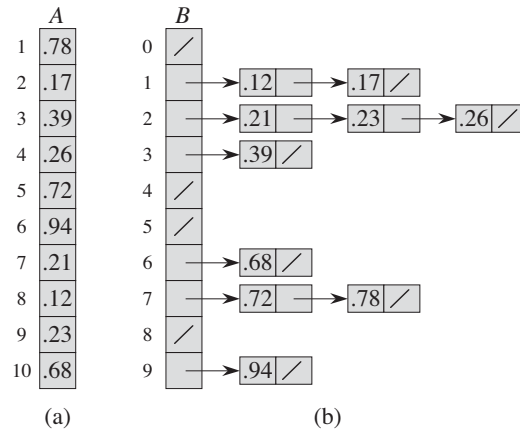 A B
1 .78 0
2 .17 1 .12 .17
3 .39 2 .21 .23 .26
4 .26 3 .39
5 .72 4
6 .94 5
7 .21 6 .68
8 .12 7 .72 .78
9 .23 8
10 .68 9 .94
(a) (b)